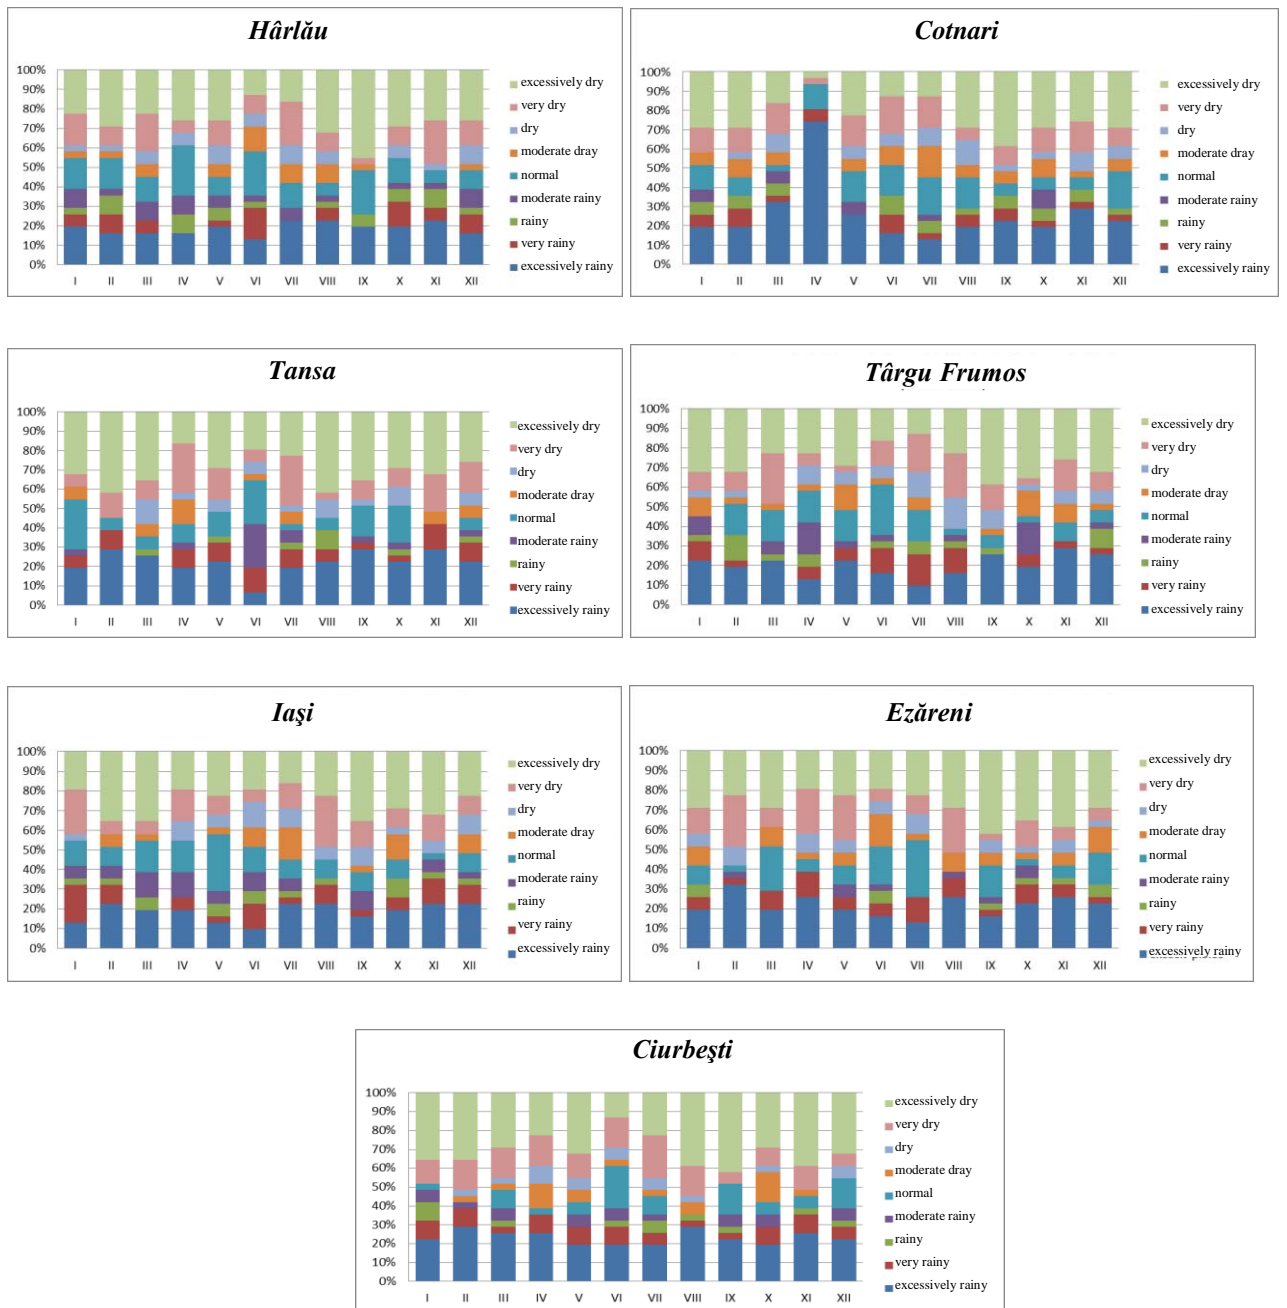 Hârlău
100%
90%
80%
70%
60%
50%
40%
30%
20%
10%
0%
I II III IV V VI VII VIII IX X XI XII
excessively dry
very dry
dry
moderate dray
normal
moderate rainy
rainy
very rainy
excessively rainy
Cotnari
100%
90%
80%
70%
60%
50%
40%
30%
20%
10%
0%
I II III IV V VI VII VIII IX X XI XII
excessively dry
very dry
dry
moderate dray
normal
moderate rainy
rainy
very rainy
excessively rainy
Tansa
100%
90%
80%
70%
60%
50%
40%
30%
20%
10%
0%
I II III IV V VI VII VIII IX X XI XII
excessively dry
very dry
dry
moderate dray
normal
moderate rainy
rainy
very rainy
excessively rainy
Târgu Frumos
100%
90%
80%
70%
60%
50%
40%
30%
20%
10%
0%
I II III IV V VI VII VIII IX X XI XII
excessively dry
very dry
dry
moderate dray
normal
moderate rainy
rainy
very rainy
excessively rainy
Iaşi
100%
90%
80%
70%
60%
50%
40%
30%
20%
10%
0%
I II III IV V VI VII VIII IX X XI XII
excessively dry
very dry
dry
moderate dray
normal
moderate rainy
rainy
very rainy
excessively rainy
Ezăreni
100%
90%
80%
70%
60%
50%
40%
30%
20%
10%
0%
I II III IV V VI VII VIII IX X XI XII
excessively dry
very dry
dry
moderate dray
normal
moderate rainy
rainy
very rainy
excessively rainy
Ciurbeşti
100%
90%
80%
70%
60%
50%
40%
30%
20%
10%
0%
I II III IV V VI VII VIII IX X XI XII
excessively dry
very dry
dry
moderate dray
normal
moderate rainy
rainy
very rainy
excessively rainy